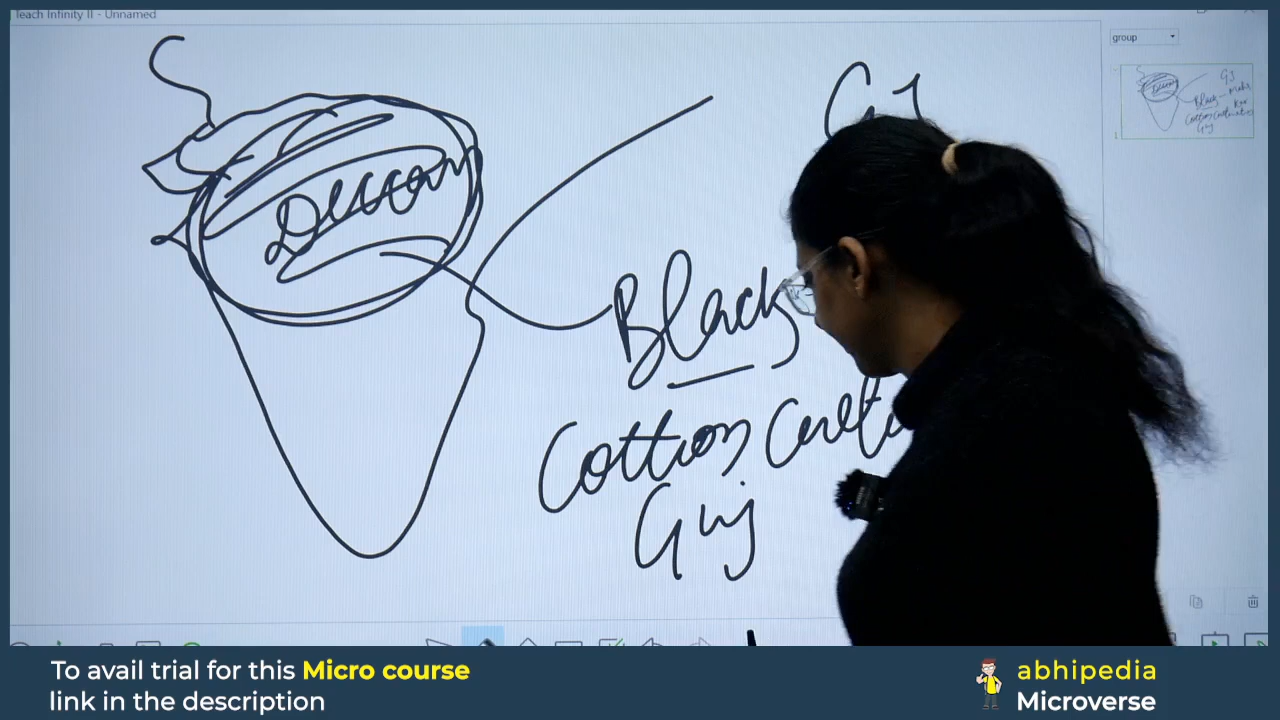 Teach Infinity II - Unnamed
group
GJ
Deccan
Black
Cotton
Guj
To avail trial for this Micro course
link in the description
abhipedia
Microverse